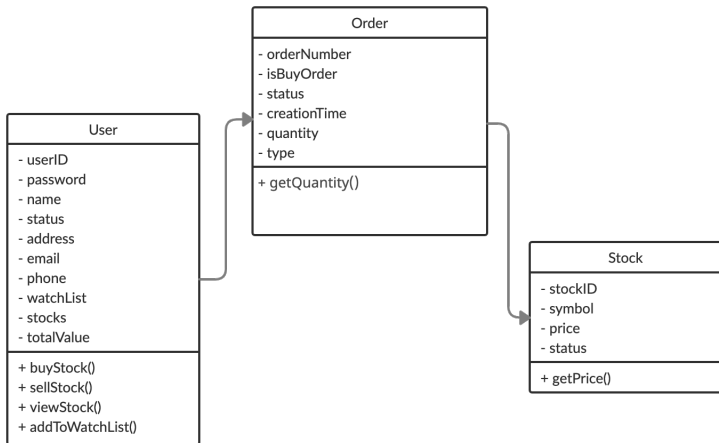 Order
- orderNumber
- isBuyOrder
- status
- creationTime
- quantity
- type
+ getQuantity()
User
- userID
- password
- name
- status
- address
- email
- phone
- watchList
- stocks
- totalValue
+ buyStock()
+ sellStock()
+ viewStock()
+ addToWatchList()
Stock
- stockID
- symbol
- price
- status
+ getPrice()